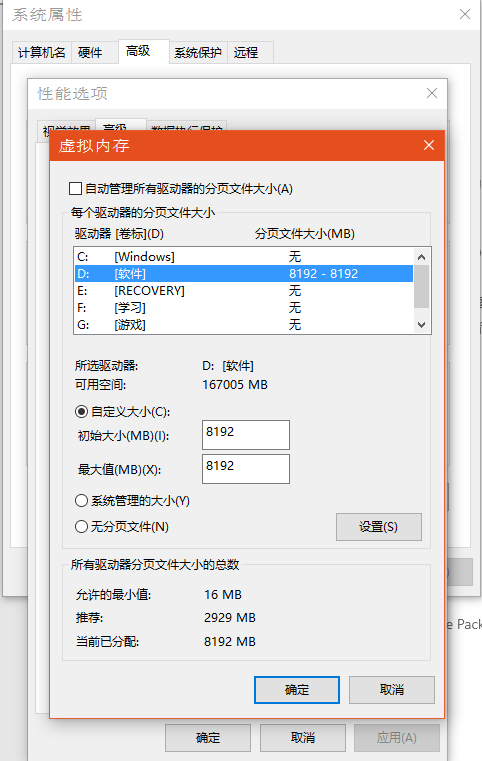 系统属性
计算机名 硬件 高级 系统保护 远程
性能选项
视觉效果 高级 数据执行保护
虚拟内存
自动管理所有驱动器的分页文件大小(A)
每个驱动器的分页文件大小
驱动器 [卷标](D) 分页文件大小(MB)
C: [Windows] 无
D: [软件] 8192 - 8192
E: [RECOVERY] 无
F: [学习] 无
G: [游戏] 无
所选驱动器: D: [软件]
可用空间: 167005 MB
自定义大小(C):
初始大小(MB)(I): 8192
最大值(MB)(X): 8192
系统管理的大小(Y)
无分页文件(N) 设置(S)
所有驱动器分页文件大小的总数
允许的最小值: 16 MB
推荐: 2929 MB
e Pack
当前已分配: 8192 MB
确定 取消
确定 取消 应用(A)